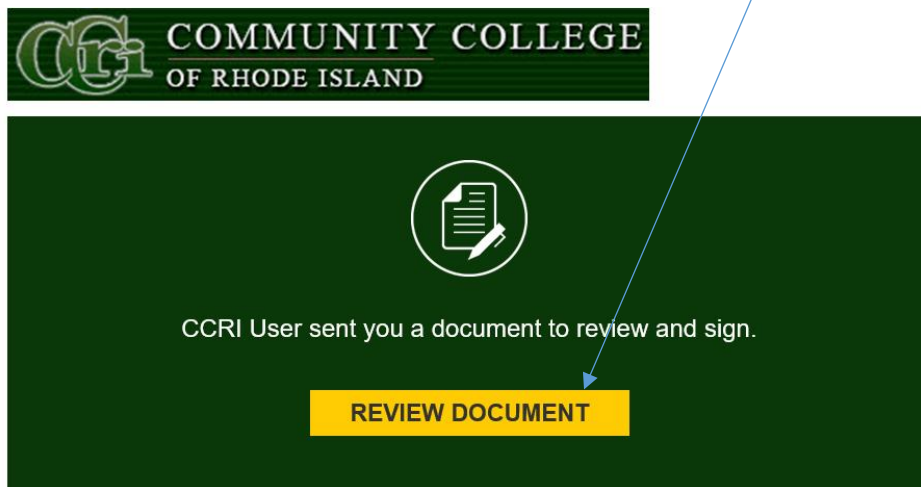 CCri COMMUNITY COLLEGE
OF RHODE ISLAND
CCRI User sent you a document to review and sign.
REVIEW DOCUMENT